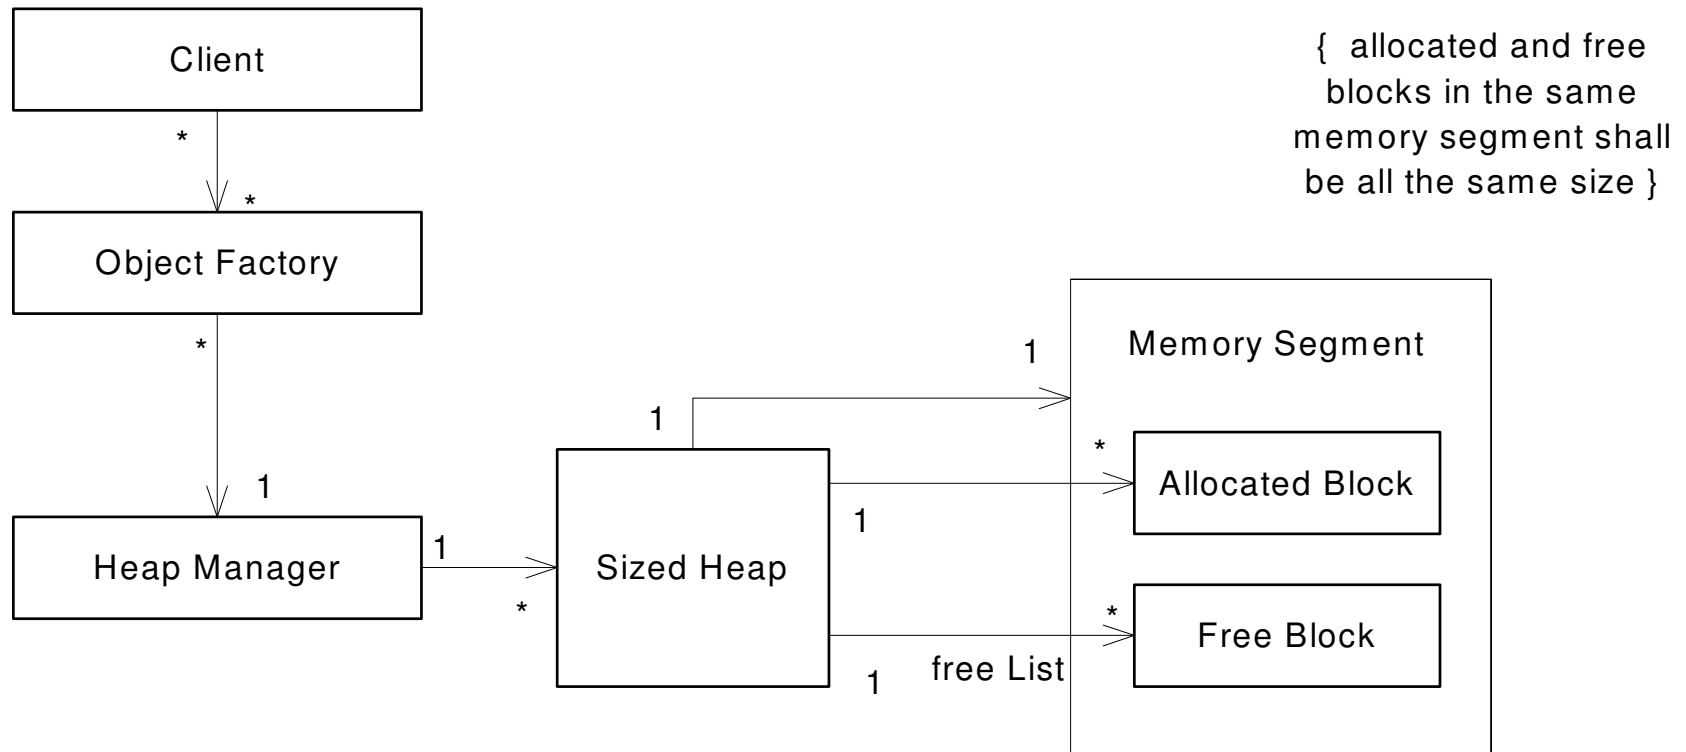 Client
{ allocated and free
blocks in the same
memory segment shall
be all the same size }
*
*
Object Factory
*
1
Memory Segment
1
1
*
Allocated Block
1
1
Heap Manager
1
*
Sized Heap
*
Free Block
free List
1